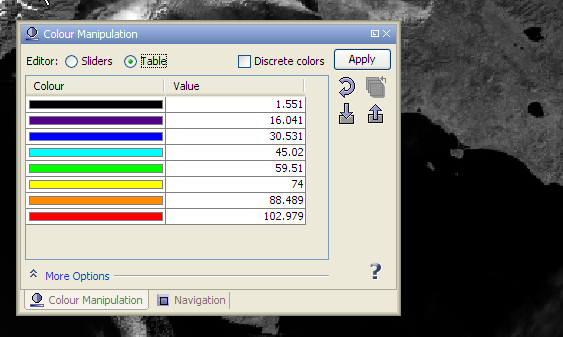 Colour Manipulation
Editor: Sliders Table Discrete colors Apply
Colour Value
1.551
16.041
30.531
45.02
59.51
74
88.489
102.979
More Options
?
Colour Manipulation Navigation